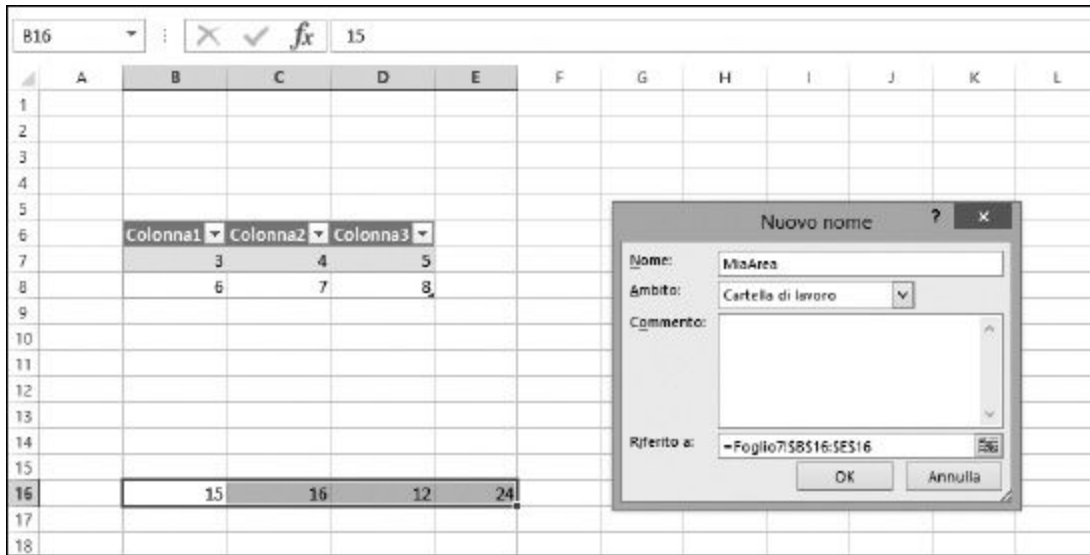 B16 fx 15
A B C D E F G H I J K L
1
2
3
4
5
6 Colonna1 Colonna2 Colonna3
7 3 4 5
8 6 7 8
9
10
11
12
13
14
15
16 15 16 12 24
17
18
Nuovo nome ? ×
Nome: MiaArea
Ambito: Cartella di lavoro
Commento:
Riferito a: =Foglio7!$B$16:$E$16
OK Annulla